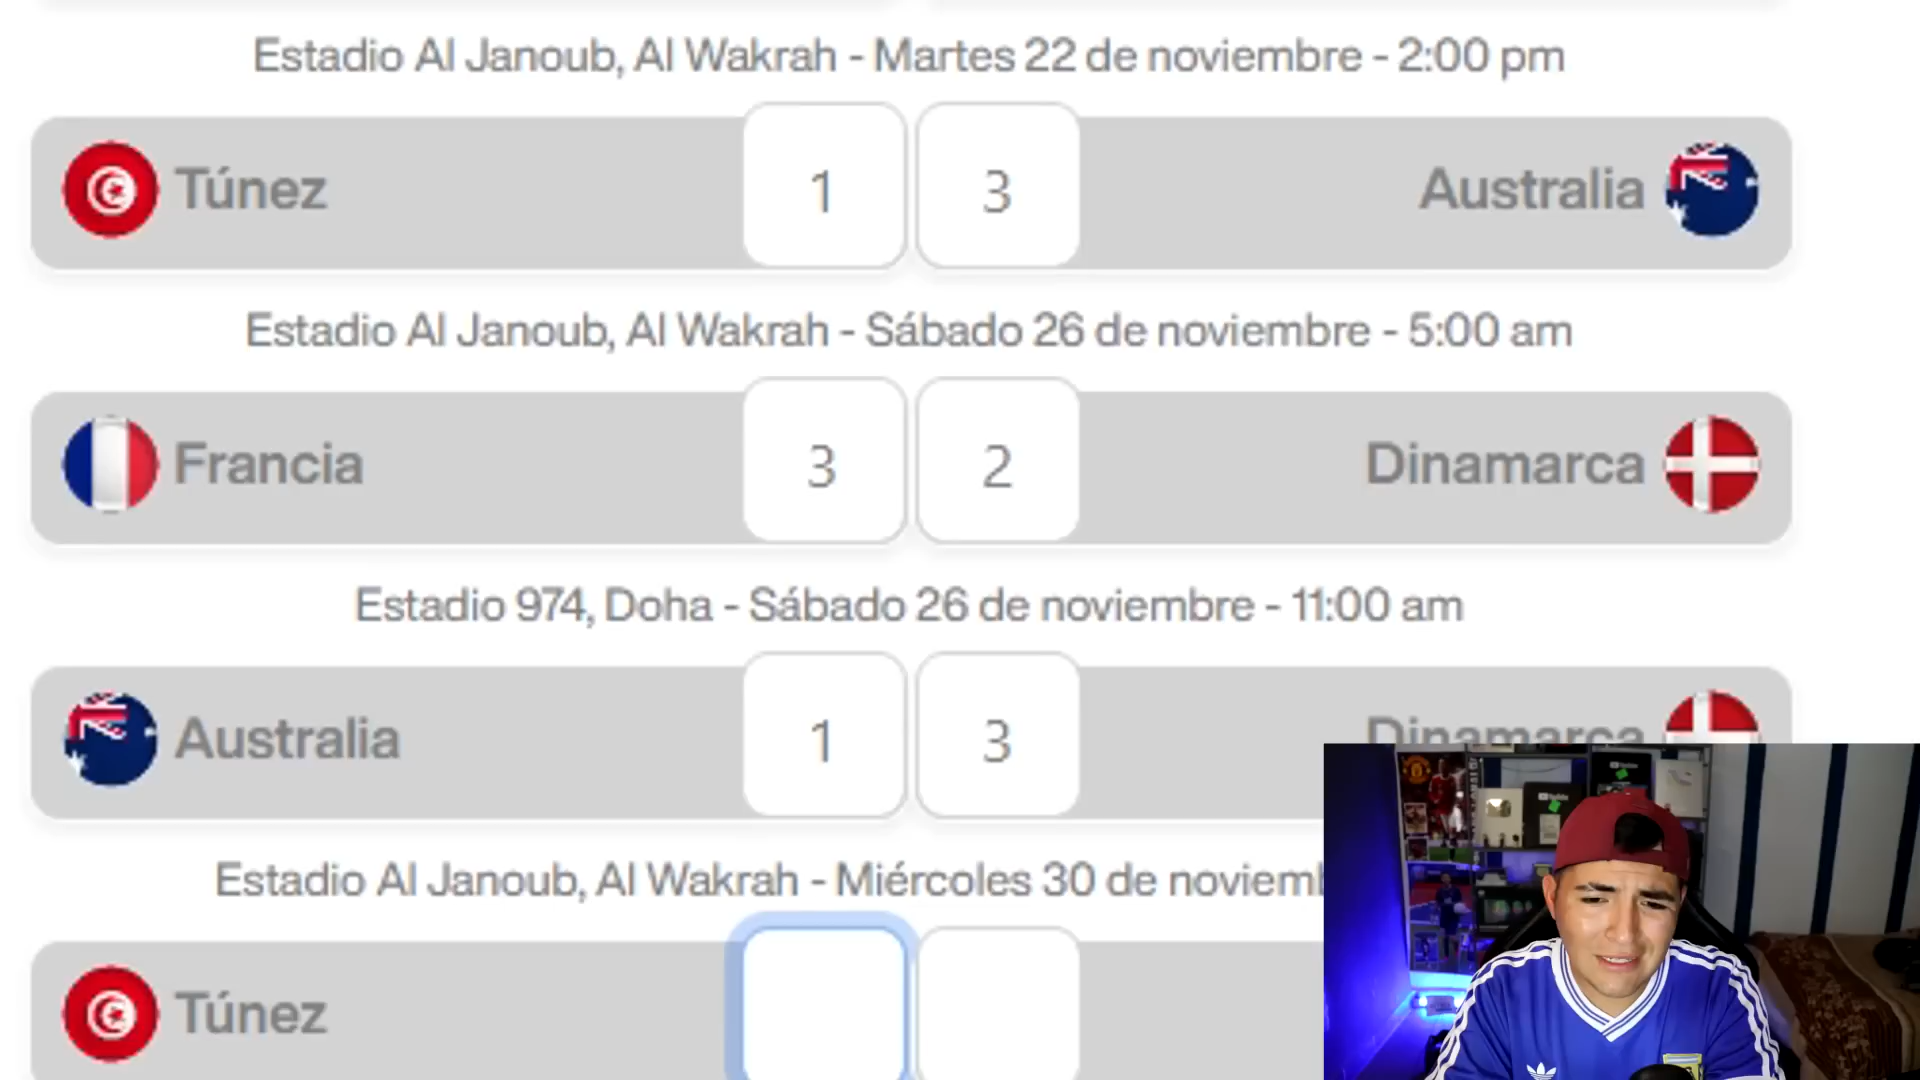 Estadio Al Janoub, Al Wakrah - Martes 22 de noviembre - 2:00 pm
Túnez 1 3 Australia
Estadio Al Janoub, Al Wakrah - Sábado 26 de noviembre - 5:00 am
Francia 3 2 Dinamarca
Estadio 974, Doha - Sábado 26 de noviembre - 11:00 am
Australia 1 3 Dinamarca
Estadio Al Janoub, Al Wakrah - Miércoles 30 de noviemb
Túnez